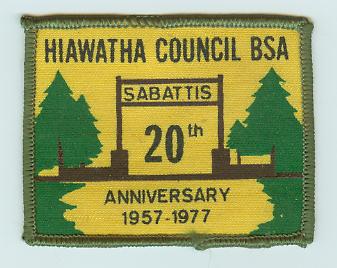 HIAWATHA COUNCIL BSA
SABATTIS
20th
ANNIVERSARY
1957-1977